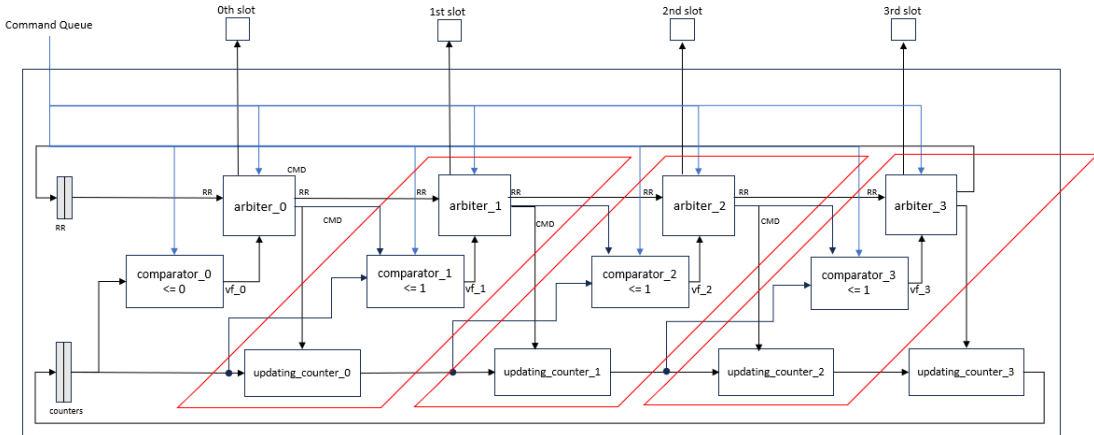 0th slot
1st slot
2nd slot
3rd slot
Command Queue
CMD
RR
RR
RR
RR
RR
RR
RR
arbiter_0
arbiter_1
arbiter_2
arbiter_3
RR
CMD
CMD
CMD
comparator_0
<= 0
comparator_1
<= 1
comparator_2
<= 1
comparator_3
<= 1
vf_0
vf_1
vf_2
vf_3
updating_counter_0
updating_counter_1
updating_counter_2
updating_counter_3
counters